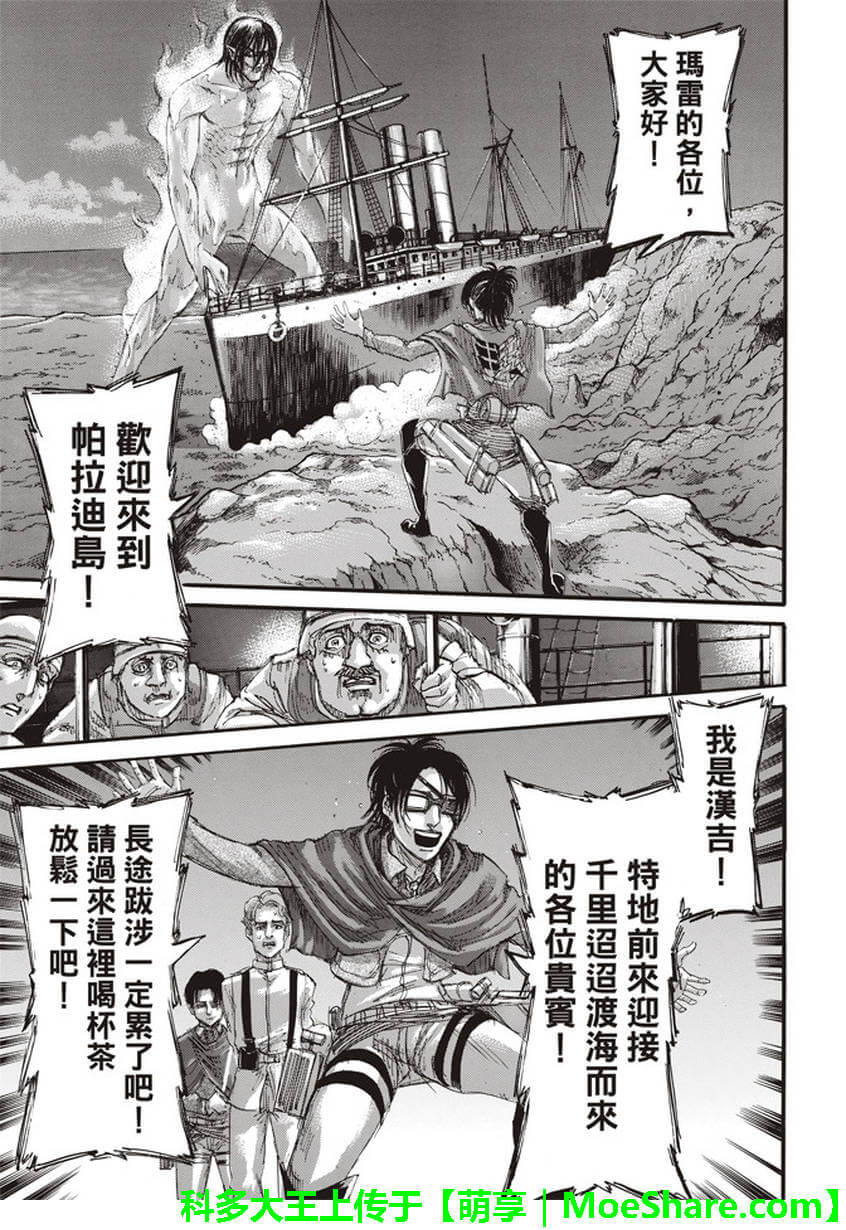 瑪雷的各位，
大家好！
歡迎來到
帕拉迪島！
我是漢吉！
特地前來迎接
千里迢迢渡海而來
的各位貴賓！
長途跋涉一定累了吧！
請過來這裡喝杯茶
放鬆一下吧！
科多大王上传于【萌享｜MoeShare.com】